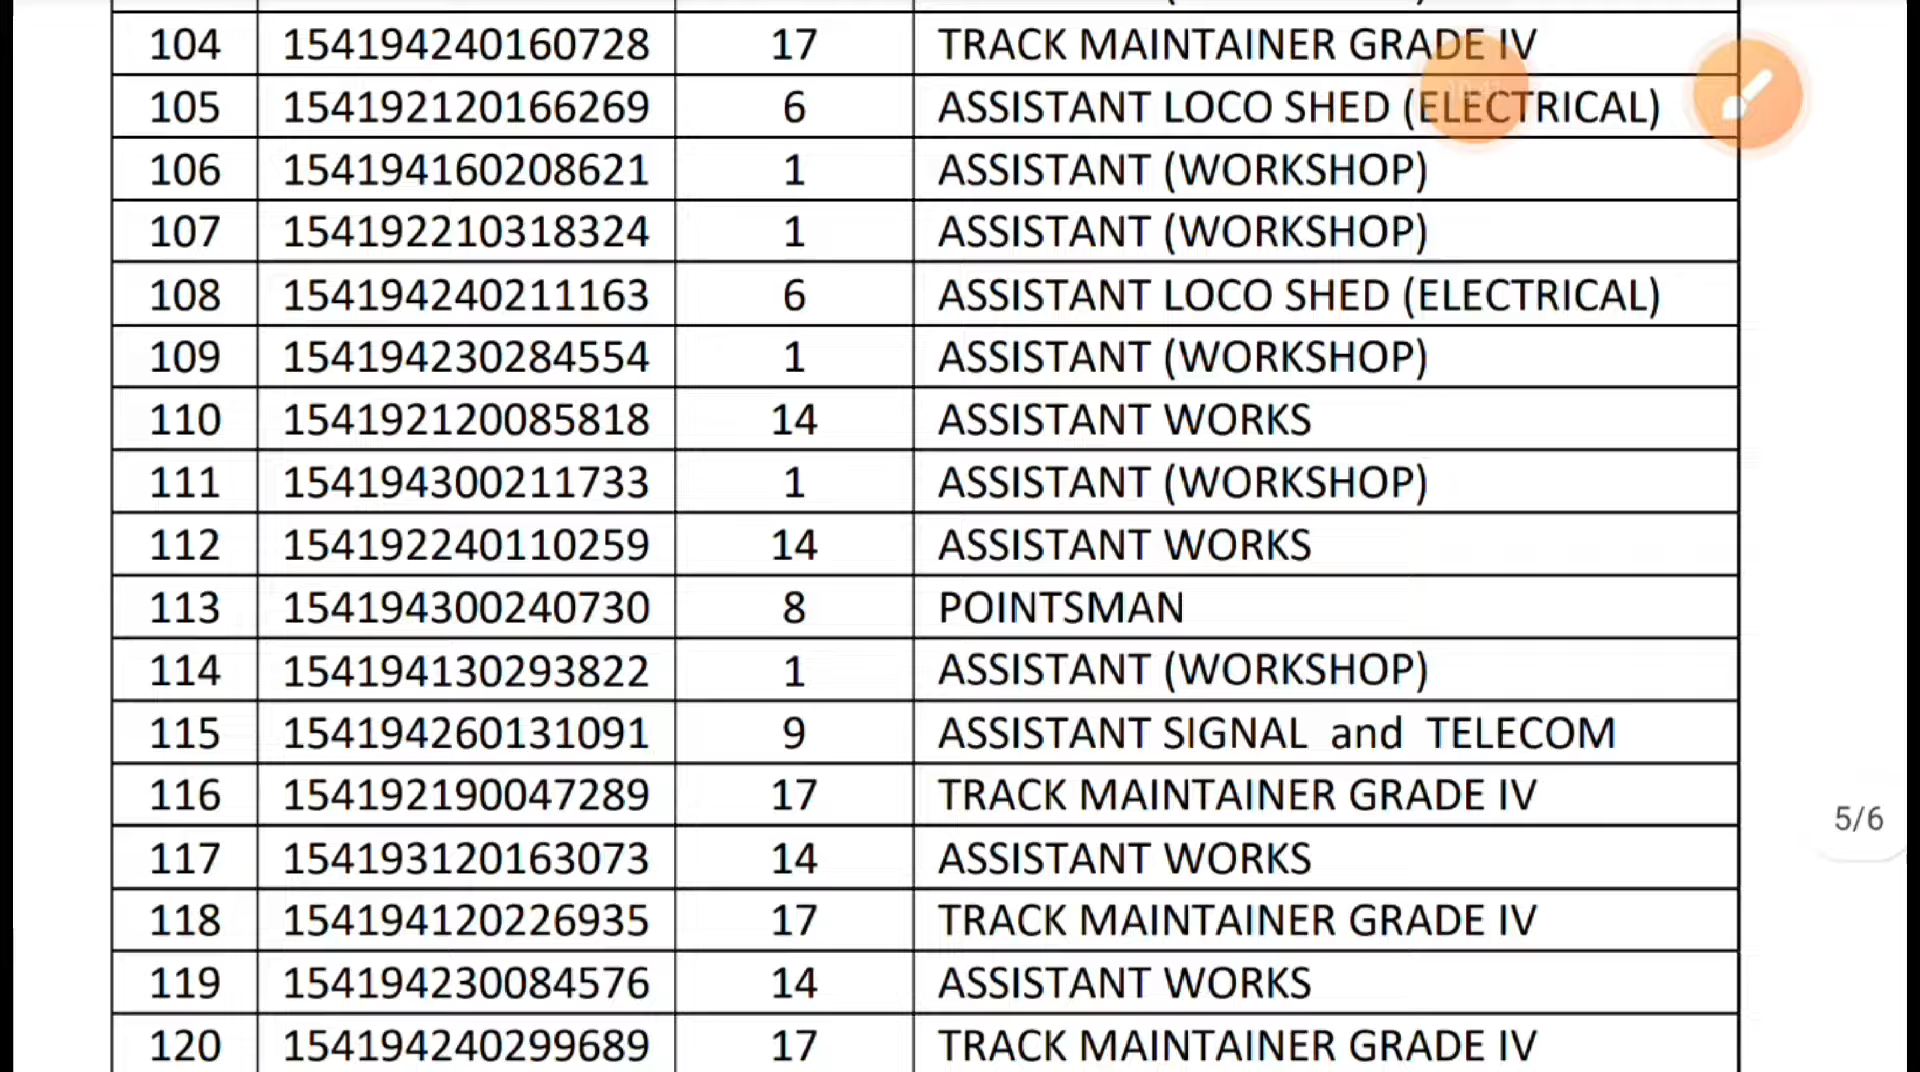 104 154194240160728 17 TRACK MAINTAINER GRADE IV
105 154192120166269 6 ASSISTANT LOCO SHED (ELECTRICAL)
106 154194160208621 1 ASSISTANT (WORKSHOP)
107 154192210318324 1 ASSISTANT (WORKSHOP)
108 154194240211163 6 ASSISTANT LOCO SHED (ELECTRICAL)
109 154194230284554 1 ASSISTANT (WORKSHOP)
110 154192120085818 14 ASSISTANT WORKS
111 154194300211733 1 ASSISTANT (WORKSHOP)
112 154192240110259 14 ASSISTANT WORKS
113 154194300240730 8 POINTSMAN
114 154194130293822 1 ASSISTANT (WORKSHOP)
115 154194260131091 9 ASSISTANT SIGNAL and TELECOM
116 154192190047289 17 TRACK MAINTAINER GRADE IV
5/6
117 154193120163073 14 ASSISTANT WORKS
118 154194120226935 17 TRACK MAINTAINER GRADE IV
119 154194230084576 14 ASSISTANT WORKS
120 154194240299689 17 TRACK MAINTAINER GRADE IV